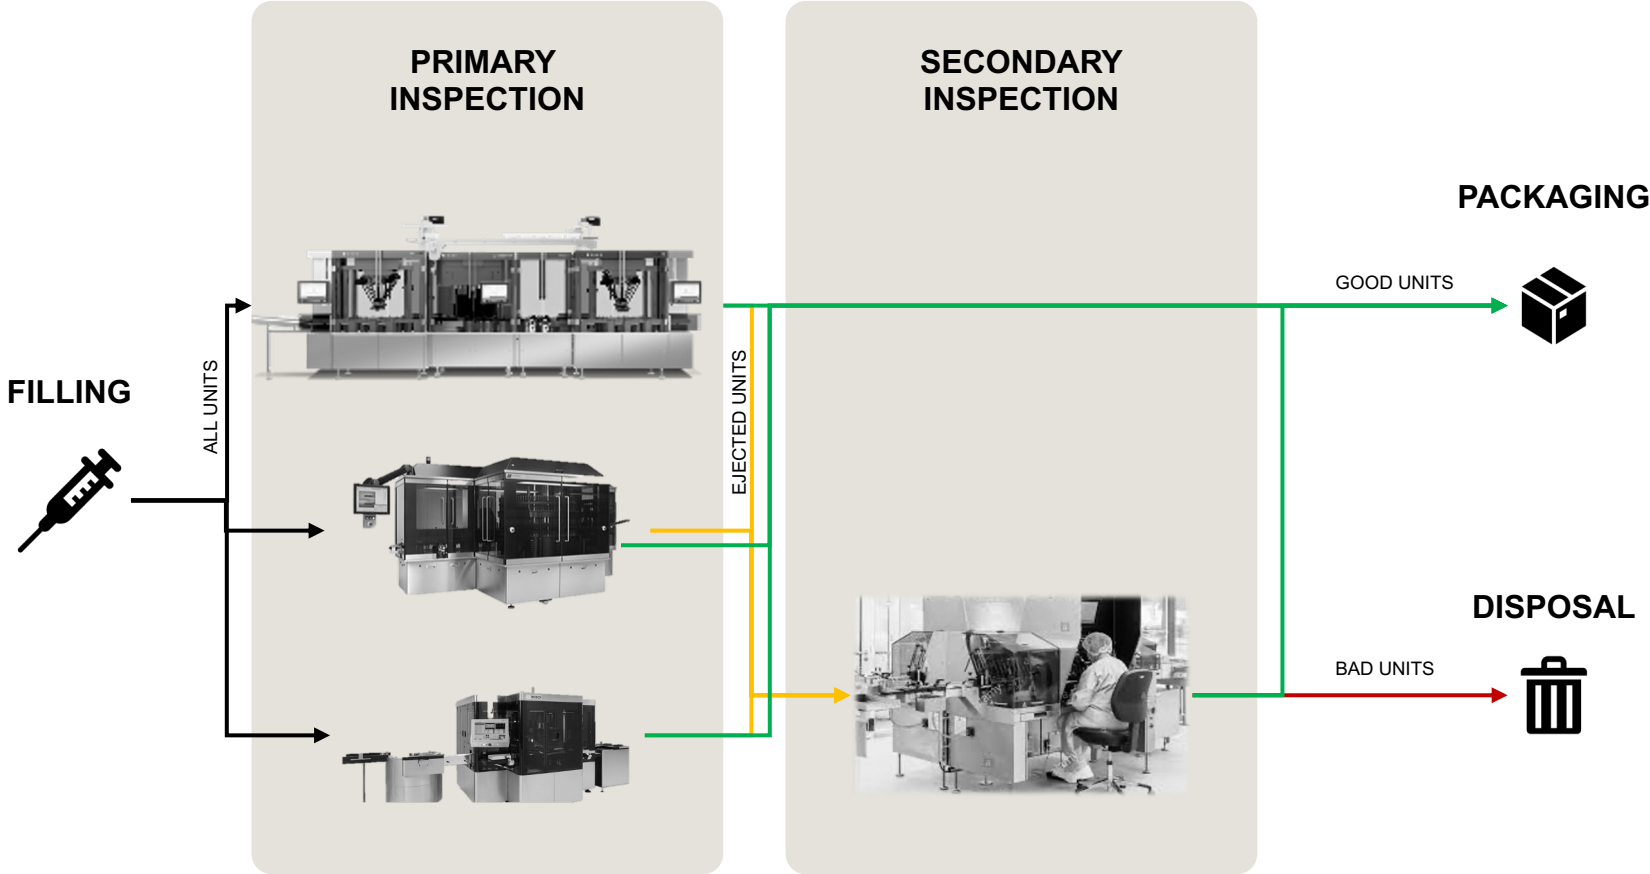 PRIMARY
INSPECTION
SECONDARY
INSPECTION
PACKAGING
GOOD UNITS
FILLING
ALL UNITS
EJECTED UNITS
DISPOSAL
BAD UNITS